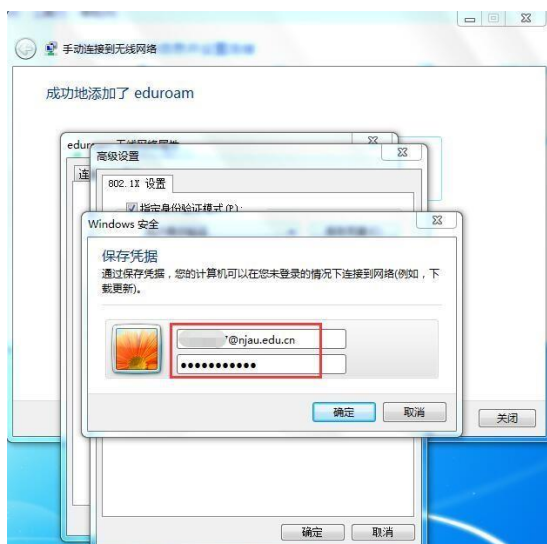 手动连接到无线网络
成功地添加了 eduroam
高级设置
802.1X 设置
指定身份验证模式(P):
Windows 安全
保存凭据
通过保存凭据，您的计算机可以在您未登录的情况下连接到网络(例如，下
载更新)。
7@njau.edu.cn
●●●●●●●●●●●
确定 取消
关闭
确定 取消